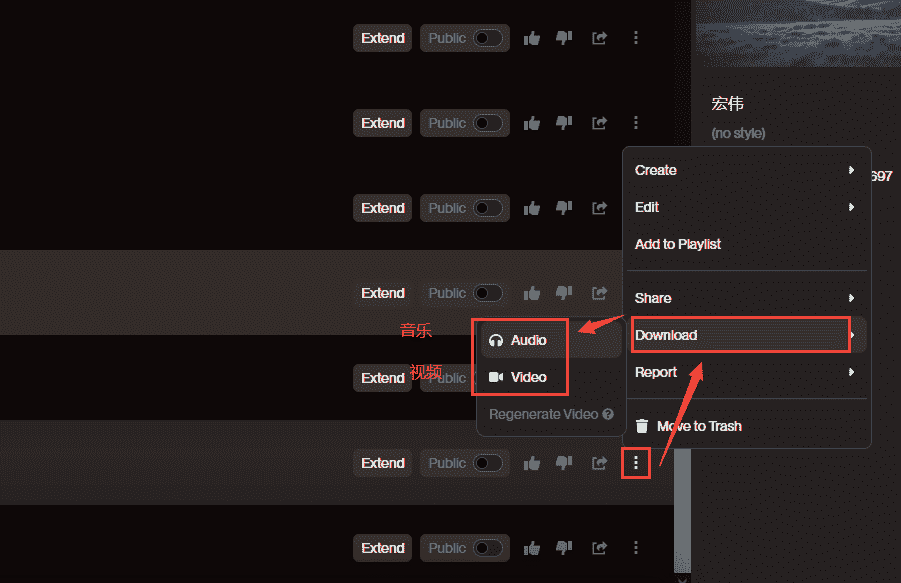 Extend Public
宏伟
(no style)
Extend Public
Create
697
Extend Public
Edit
Add to Playlist
Extend Public
Share
音乐
Audio
Download
Extend
视频
Video
Report
Regenerate Video
Move to Trash
Extend Public
Extend Public